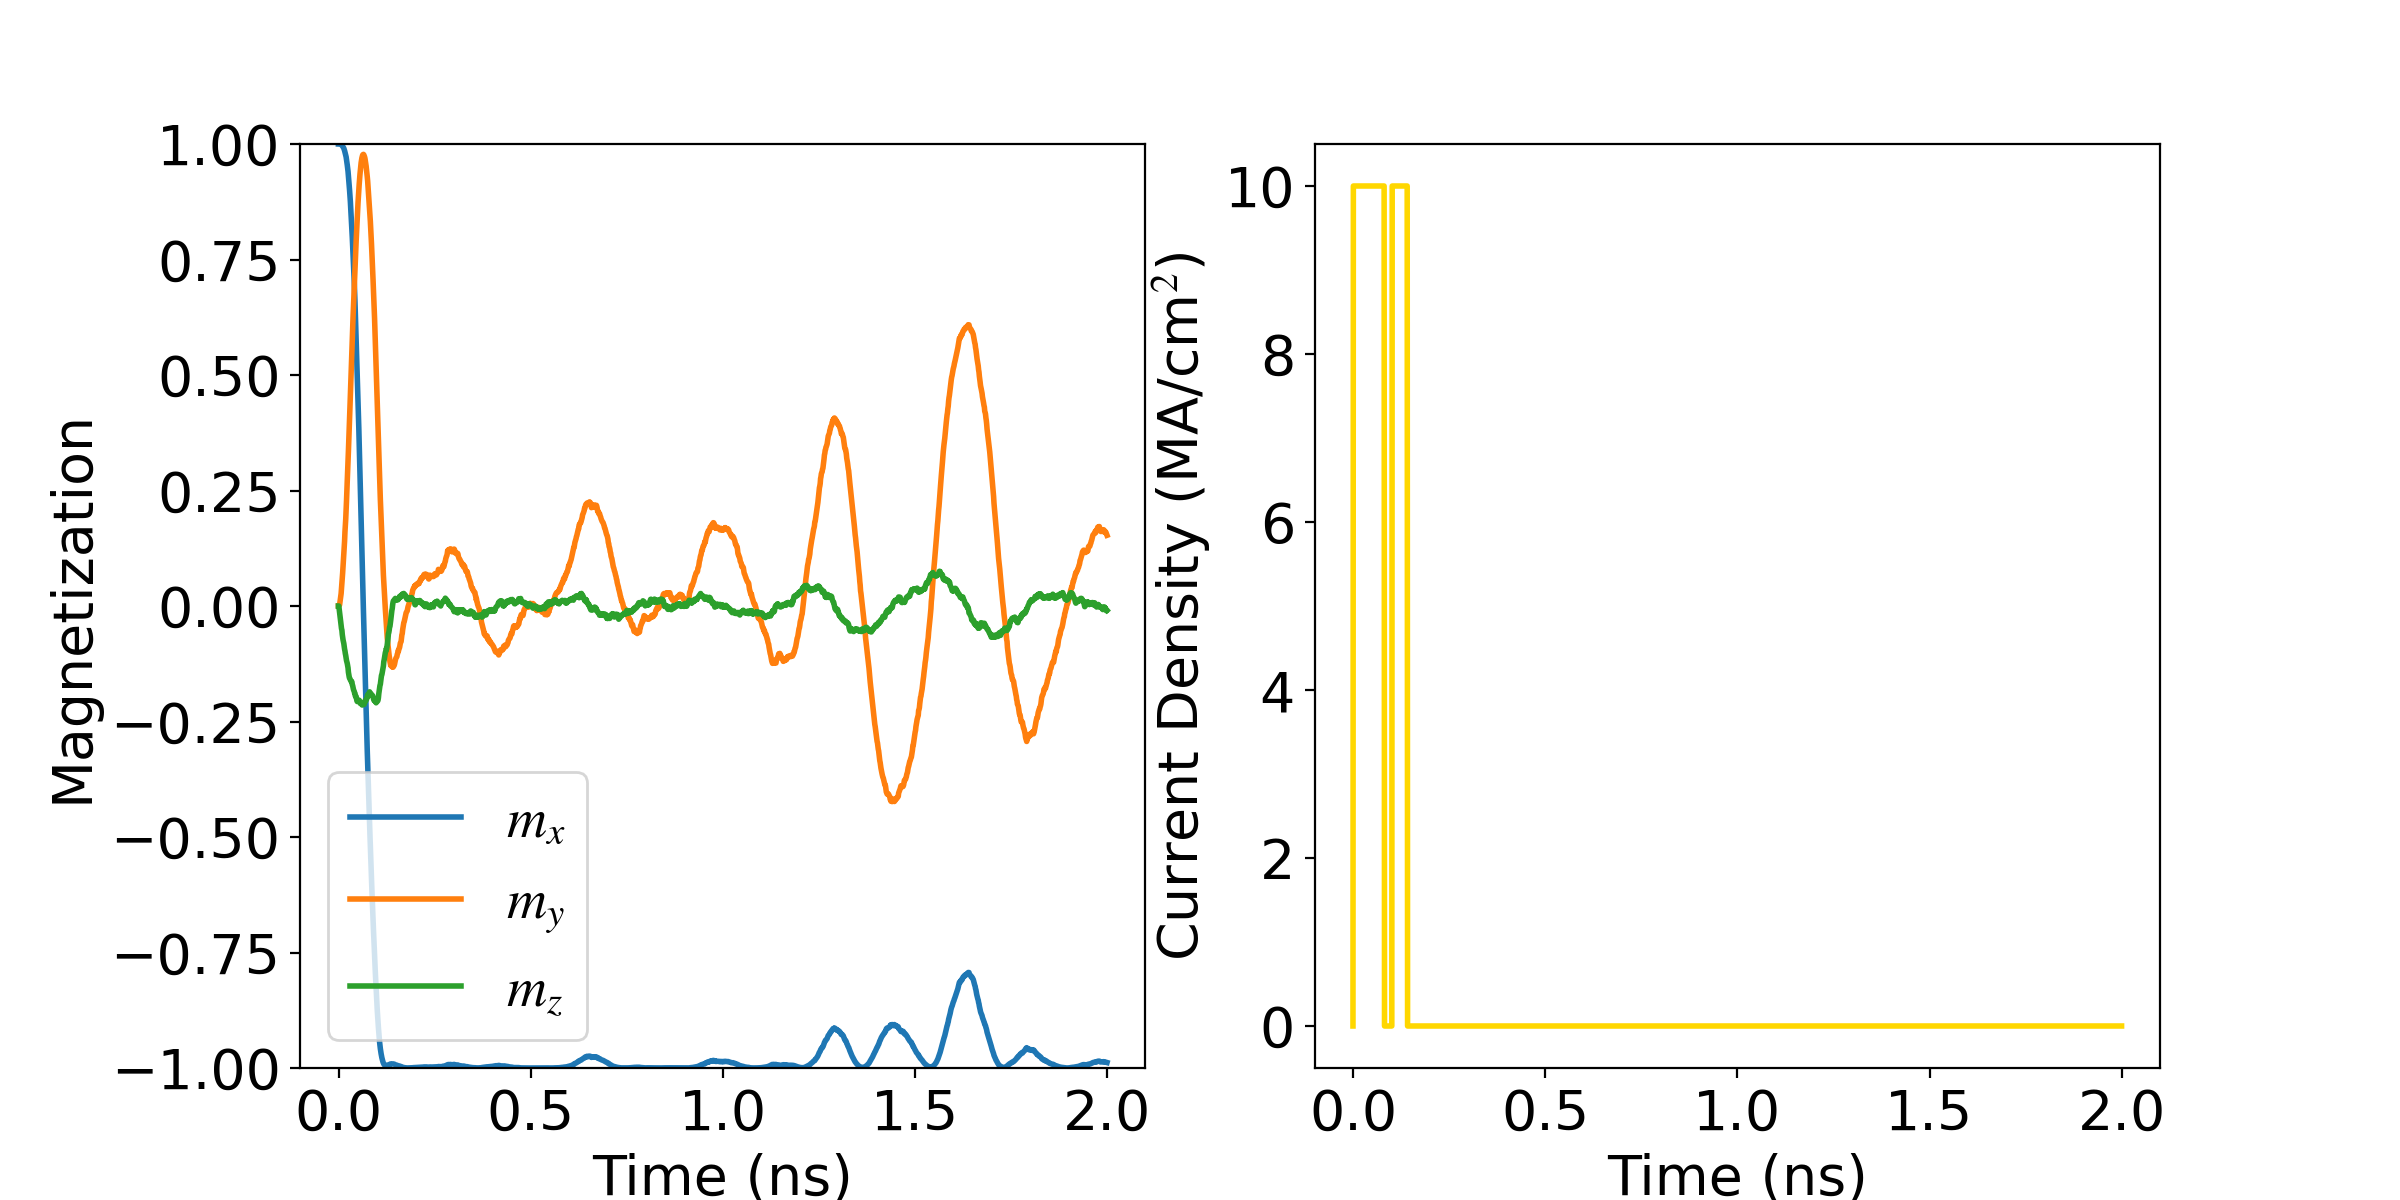 Magnetization
1.00
0.75
0.50
0.25
0.00
−0.25
−0.50
−0.75
−1.00
m_x
m_y
m_z
0.0 0.5 1.0 1.5 2.0
Time (ns)
Current Density (MA/cm²)
10
8
6
4
2
0
0.0 0.5 1.0 1.5 2.0
Time (ns)